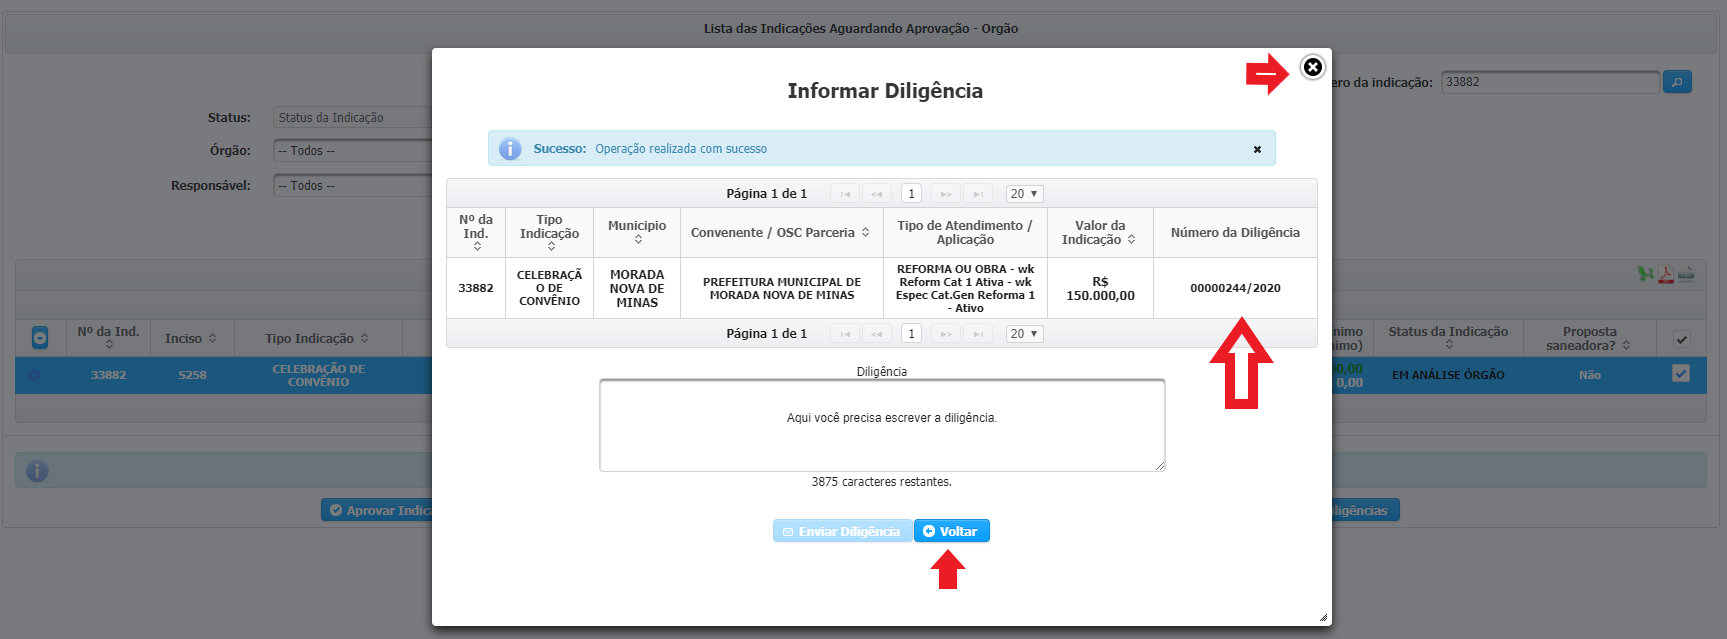 Lista das Indicações Aguardando Aprovação - Orgão
Informar Diligência
ero da indicação: 33882
Status: Status da Indicação
Órgão: -- Todos --
Responsável: -- Todos --
Sucesso: Operação realizada com sucesso
Página 1 de 1 1 20
Nº da Ind.
Tipo Indicação
Municipio
Convenente / OSC Parceria
Tipo de Atendimento / Aplicação
Valor da Indicação
Número da Diligência
33882
CELEBRAÇÃ
O DE
CONVÊNIO
MORADA
NOVA DE
MINAS
PREFEITURA MUNICIPAL DE
MORADA NOVA DE MINAS
REFORMA OU OBRA - wk
Reform Cat 1 Ativa - wk
Espec Cat.Gen Reforma 1
- Ativo
R$
150.000,00
00000244/2020
Página 1 de 1 1 20
Nº da Ind.
Inciso
Tipo Indicação
nimo
nimo)
Status da Indicação
Proposta
saneadora?
33882
S258
CELEBRAÇÃO DE
CONVÊNIO
00,00
0,00
EM ANÁLISE ÓRGÃO
Não
Diligência
Aqui você precisa escrever a diligência.
3875 caracteres restantes.
Aprovar Indica
iligências
Enviar Diligência
Voltar